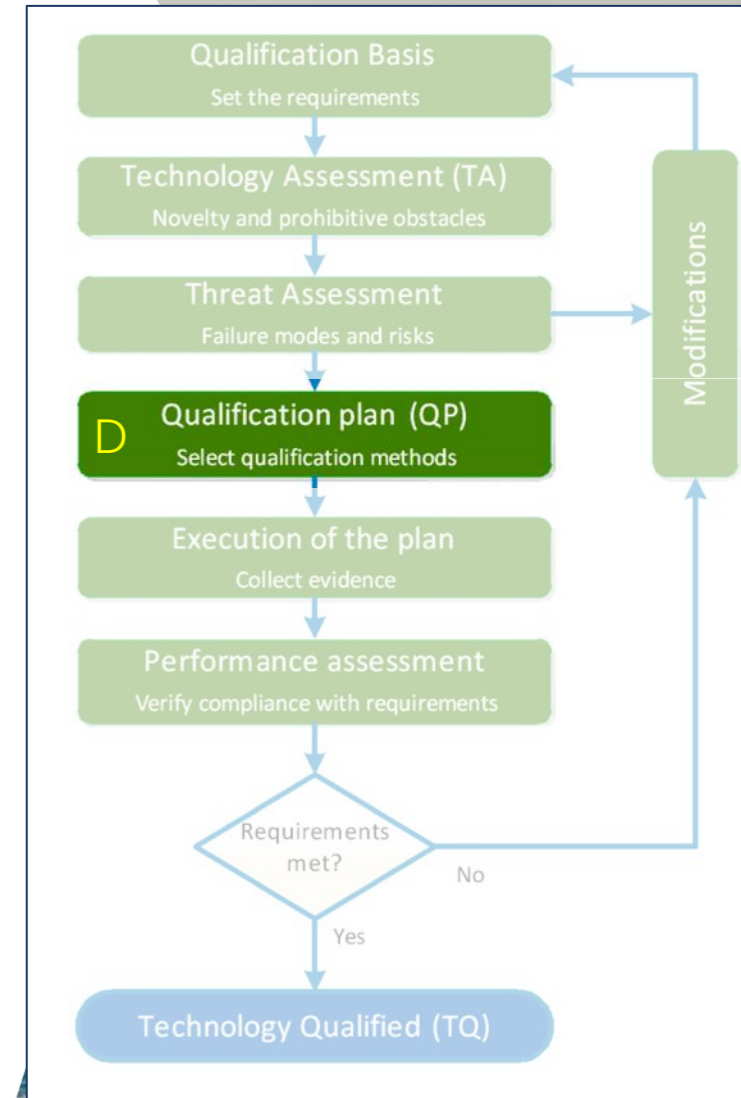 Qualification Basis
Set the requirements
Technology Assessment (TA)
Novelty and prohibitive obstacles
Threat Assessment
Failure modes and risks
Modifications
D
Qualification plan (QP)
Select qualification methods
Execution of the plan
Collect evidence
Performance assessment
Verify compliance with requirements
Requirements
met?
No
Yes
Technology Qualified (TQ)